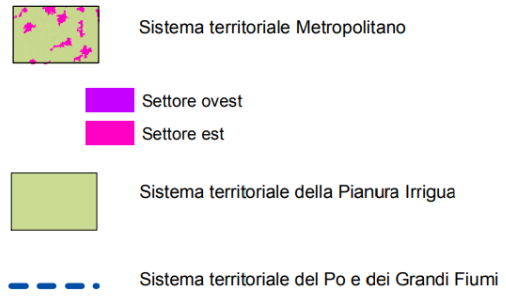 Sistema territoriale Metropolitano
Settore ovest
Settore est
Sistema territoriale della Pianura Irrigua
Sistema territoriale del Po e dei Grandi Fiumi